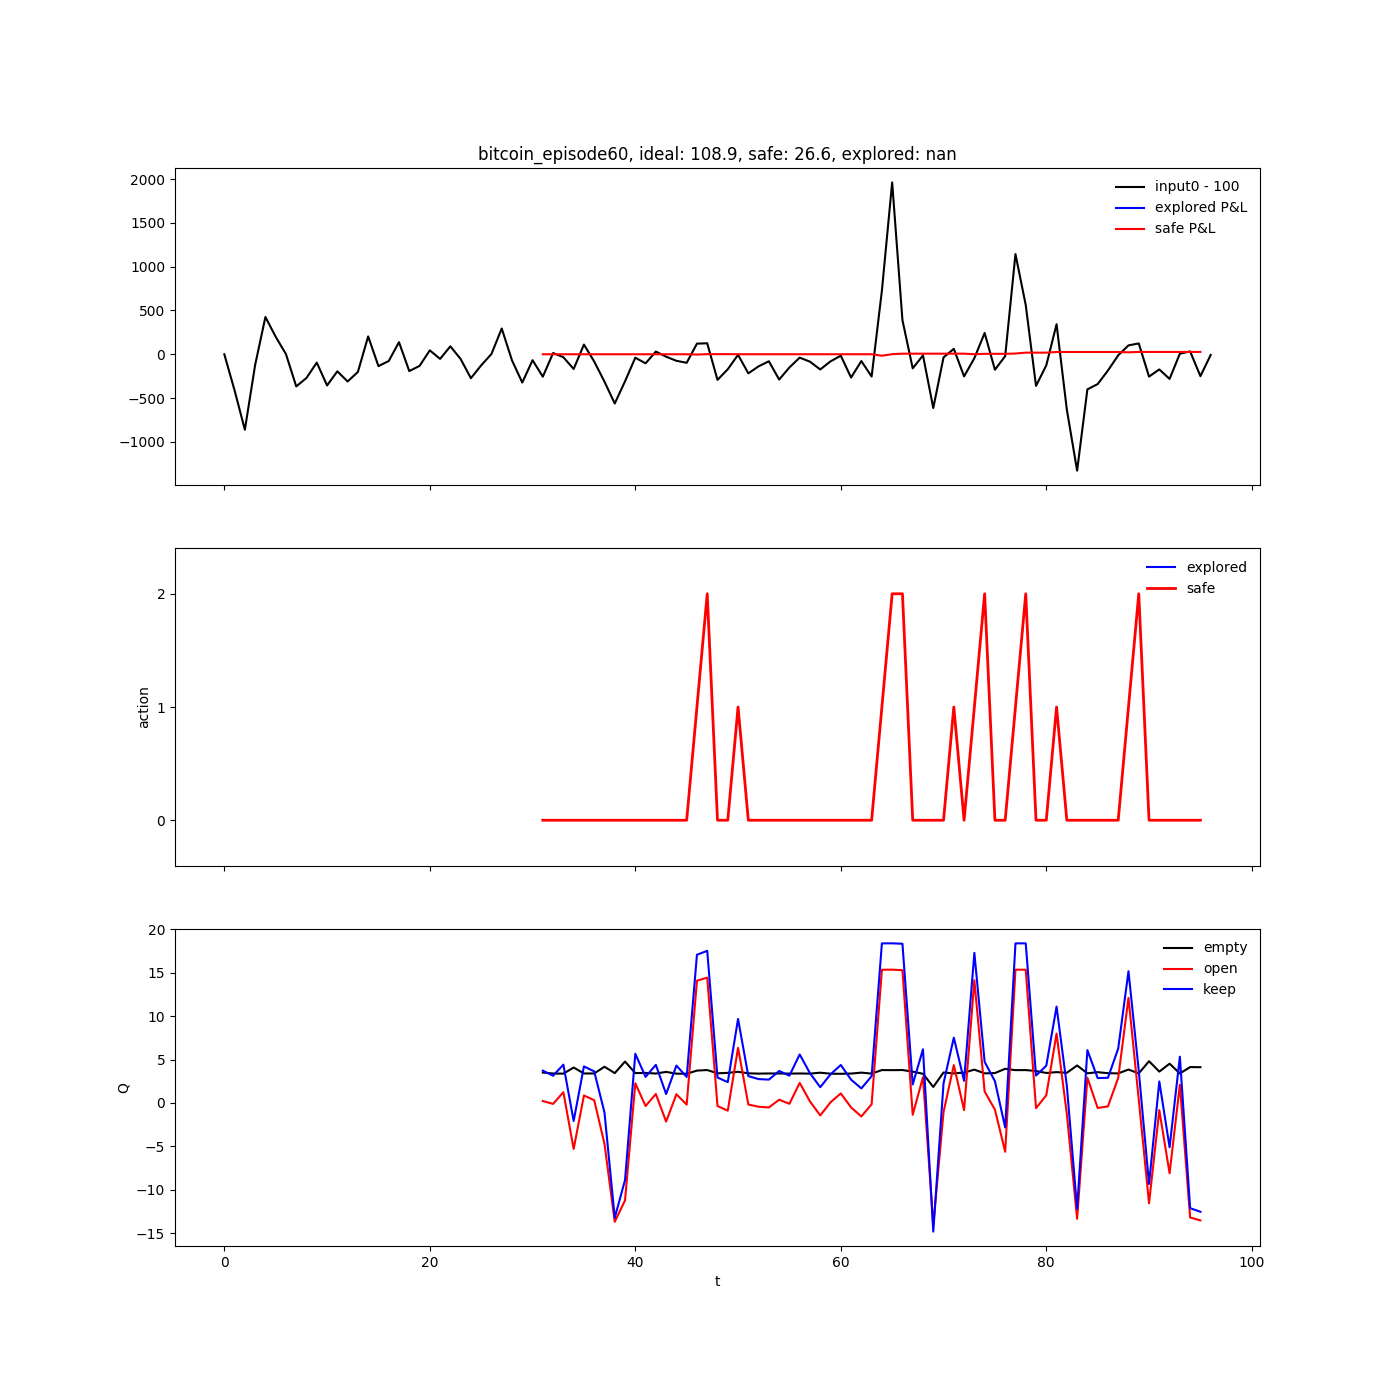 bitcoin_episode60, ideal: 108.9, safe: 26.6, explored: nan
2000
1500
1000
500
0
−500
−1000
input0 - 100
explored P&L
safe P&L
2
1
0
action
explored
safe
20
15
10
5
0
−5
−10
−15
Q
empty
open
keep
0 20 40 60 80 100
t